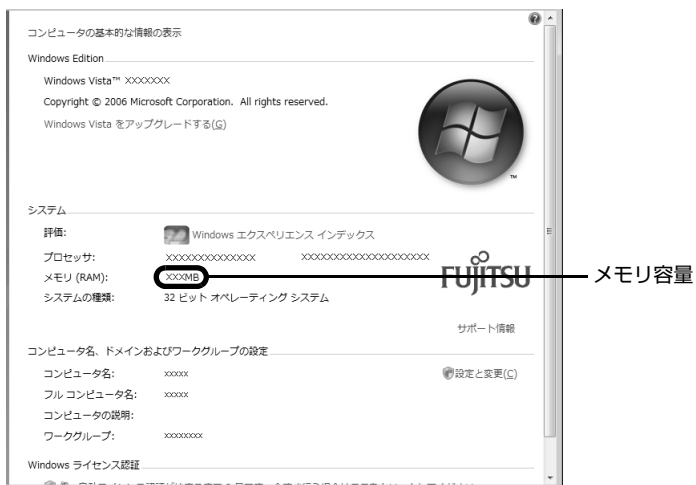 コンピュータの基本的な情報の表示
Windows Edition
Windows Vista™ XXXXXXX
Copyright © 2006 Microsoft Corporation. All rights reserved.
Windows Vista をアップグレードする(G)
システム
評価: Windows エクスペリエンス インデックス
プロセッサ: XXXXXXXXXXXXXX XXXXXXXXXXXXXXXXXXXX
メモリ (RAM): XXXMB
メモリ容量
FUJITSU
システムの種類: 32 ビット オペレーティング システム
サポート情報
コンピュータ名、ドメインおよびワークグループの設定
コンピュータ名: xxxxx 設定と変更(C)
フル コンピュータ名: xxxxx
コンピュータの説明:
ワークグループ: xxxxxxxx
Windows ライセンス認証